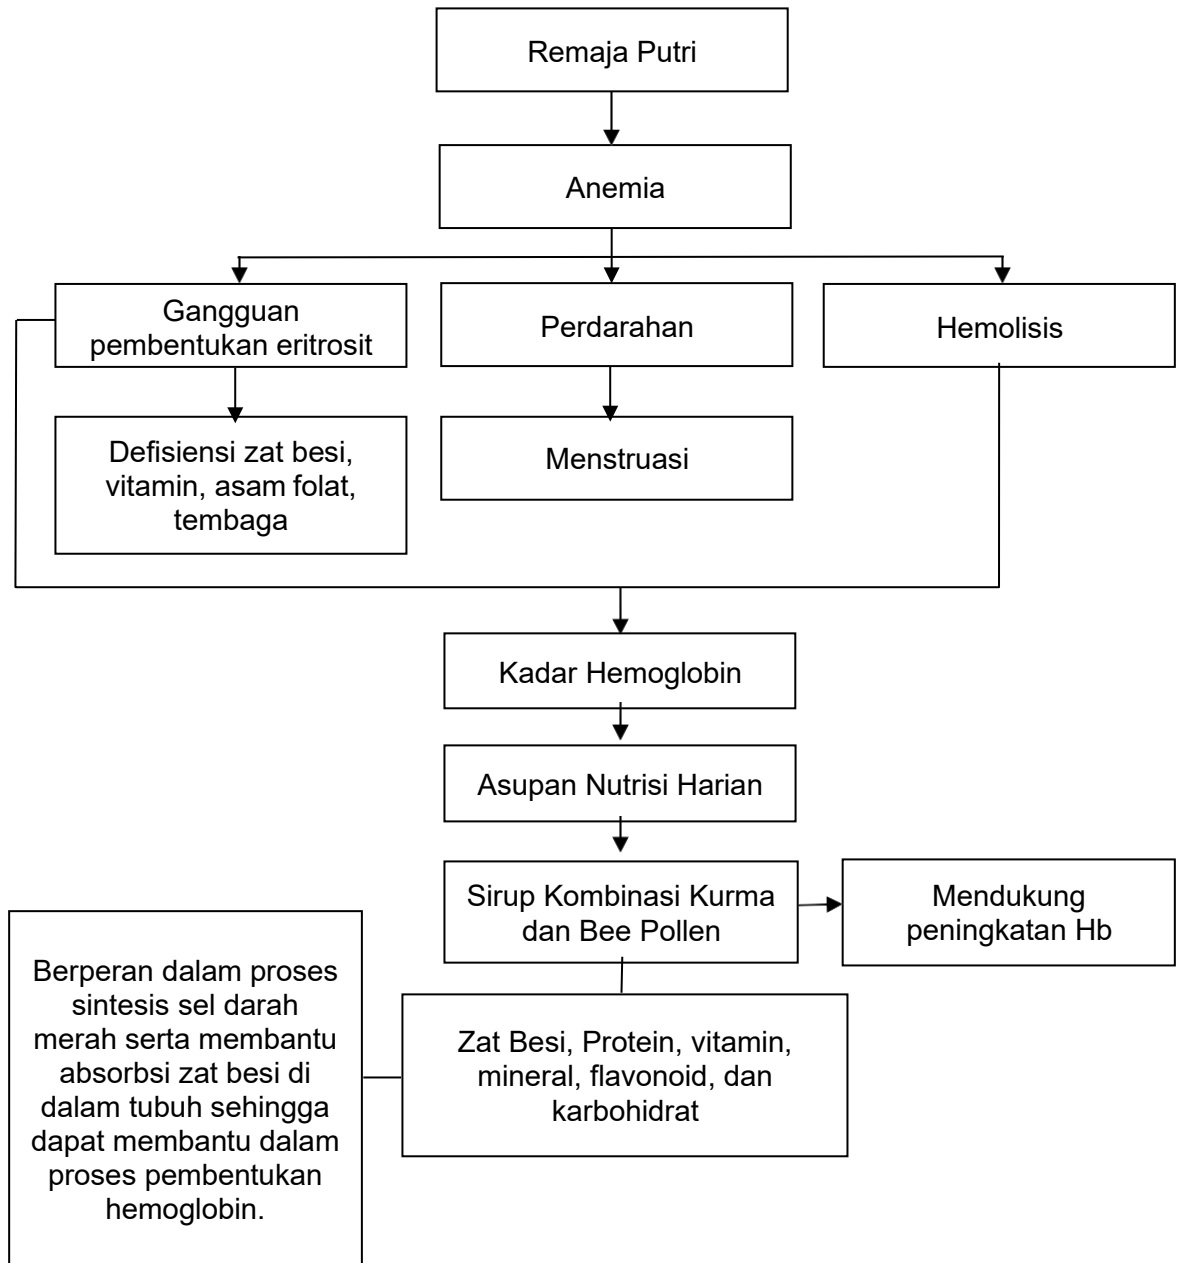 Remaja Putri
Anemia
Gangguan
pembentukan eritrosit
Perdarahan
Hemolisis
Defisiensi zat besi,
vitamin, asam folat,
tembaga
Menstruasi
Kadar Hemoglobin
Asupan Nutrisi Harian
Sirup Kombinasi Kurma
dan Bee Pollen
Mendukung
peningkatan Hb
Berperan dalam proses
sintesis sel darah
merah serta membantu
absorbsi zat besi di
dalam tubuh sehingga
dapat membantu dalam
proses pembentukan
hemoglobin.
Zat Besi, Protein, vitamin,
mineral, flavonoid, dan
karbohidrat